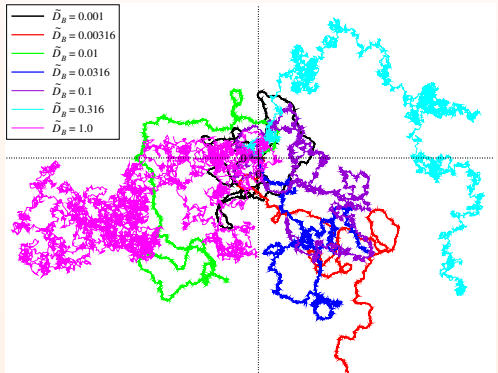 D̃_B = 0.001
D̃_B = 0.00316
D̃_B = 0.01
D̃_B = 0.0316
D̃_B = 0.1
D̃_B = 0.316
D̃_B = 1.0